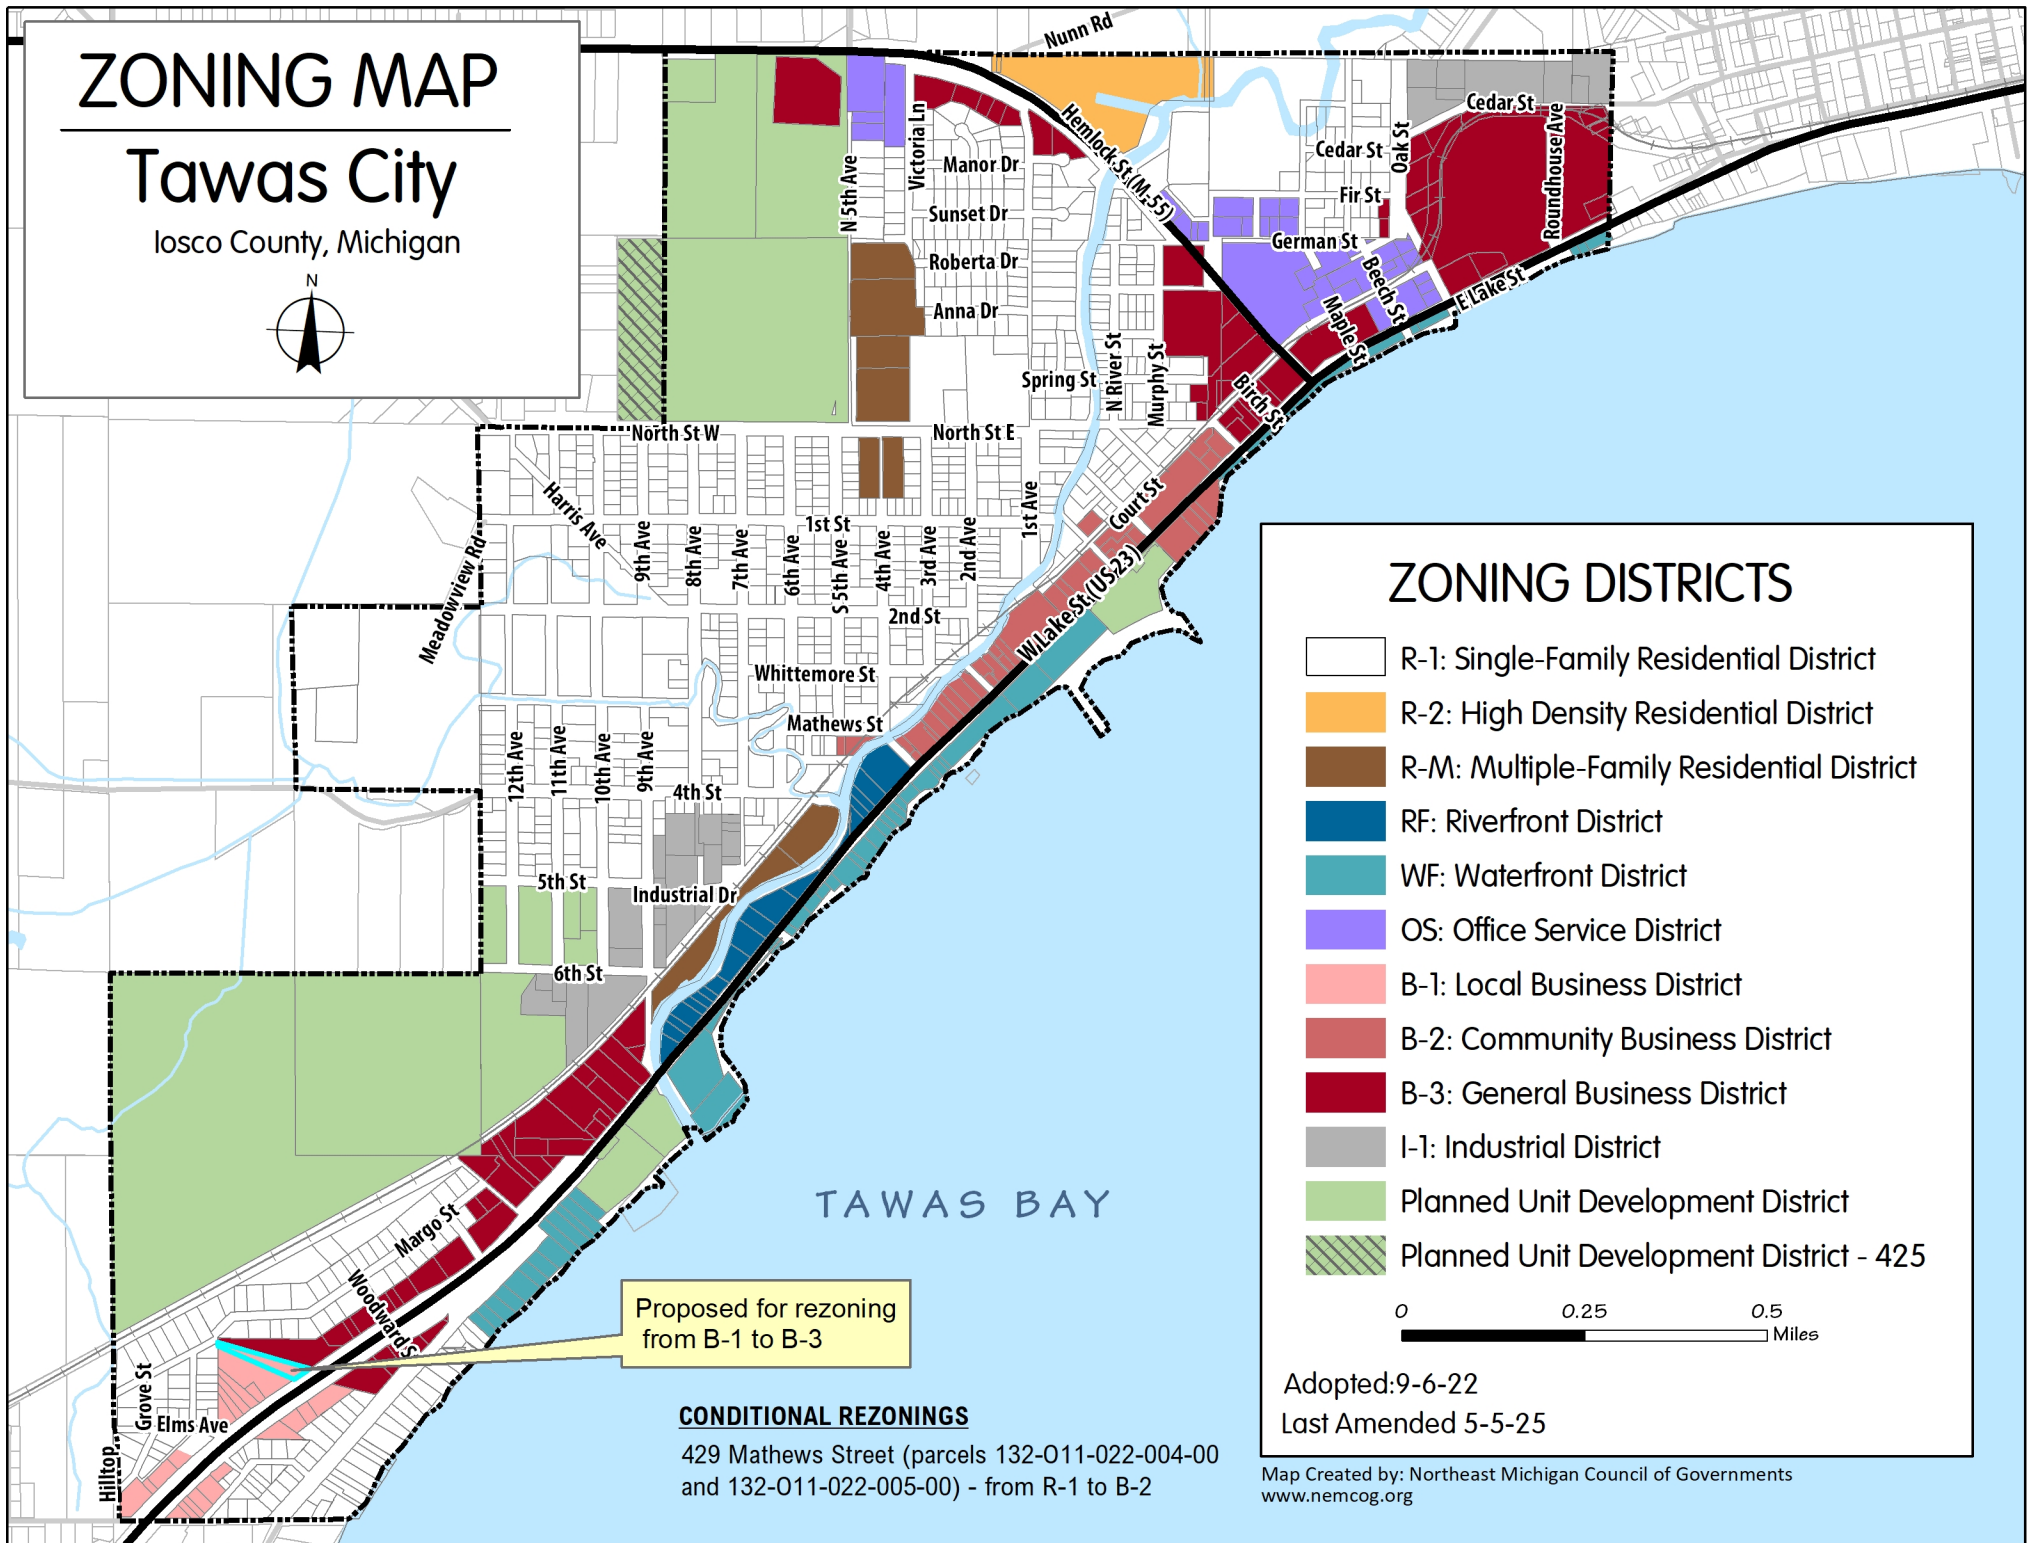 ZONING MAP
Tawas City
Iosco County, Michigan
N
Nunn Rd
Hemlock St (M-55)
Victoria Ln
N 5th Ave
Manor Dr
Sunset Dr
Roberta Dr
Anna Dr
Cedar St
Cedar St
Oak St
Roundhouse Ave
Fir St
German St
Beech St
Maple St
E Lake St
Birch St
Spring St
N River St
Murphy St
North St W
North St E
Harris Ave
Court St
1st Ave
1st St
9th Ave
8th Ave
7th Ave
6th Ave
S 5th Ave
4th Ave
3rd Ave
2nd Ave
Meadowview Rd
2nd St
W Lake St (US 23)
Whittemore St
Mathews St
12th Ave
11th Ave
10th Ave
9th Ave
4th St
5th St
Industrial Dr
6th St
Margo St
Woodward S
Grove St
Elms Ave
Hilltop
TAWAS BAY
Proposed for rezoning
from B-1 to B-3
CONDITIONAL REZONINGS
429 Mathews Street (parcels 132-O11-022-004-00
and 132-O11-022-005-00) - from R-1 to B-2
ZONING DISTRICTS
R-1: Single-Family Residential District
R-2: High Density Residential District
R-M: Multiple-Family Residential District
RF: Riverfront District
WF: Waterfront District
OS: Office Service District
B-1: Local Business District
B-2: Community Business District
B-3: General Business District
I-1: Industrial District
Planned Unit Development District
Planned Unit Development District - 425
0 0.25 0.5
Miles
Adopted:9-6-22
Last Amended 5-5-25
Map Created by: Northeast Michigan Council of Governments
www.nemcog.org